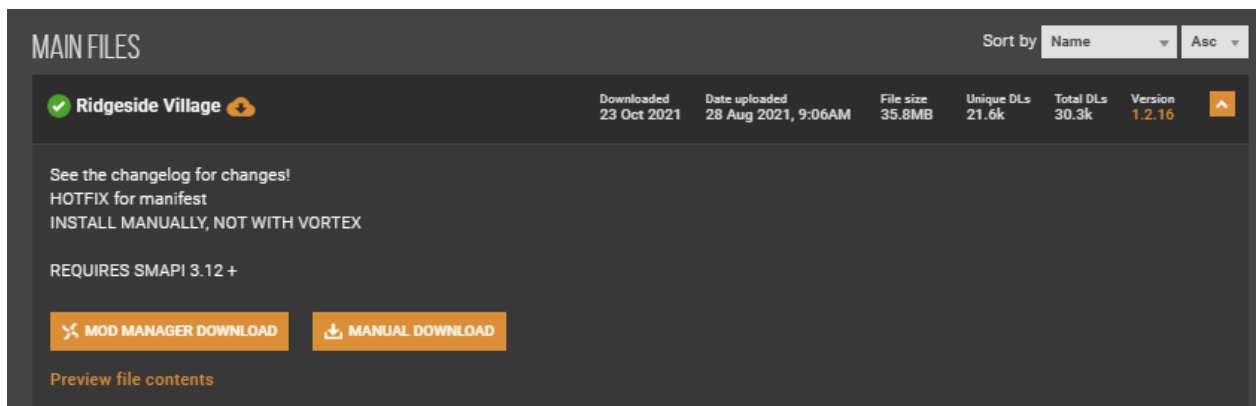 MAIN FILES
Sort by Name Asc
Ridgeside Village
Downloaded Date uploaded File size Unique DLs Total DLs Version
23 Oct 2021 28 Aug 2021, 9:06AM 35.8MB 21.6k 30.3k 1.2.16
See the changelog for changes!
HOTFIX for manifest
INSTALL MANUALLY, NOT WITH VORTEX
REQUIRES SMAPI 3.12 +
MOD MANAGER DOWNLOAD MANUAL DOWNLOAD
Preview file contents